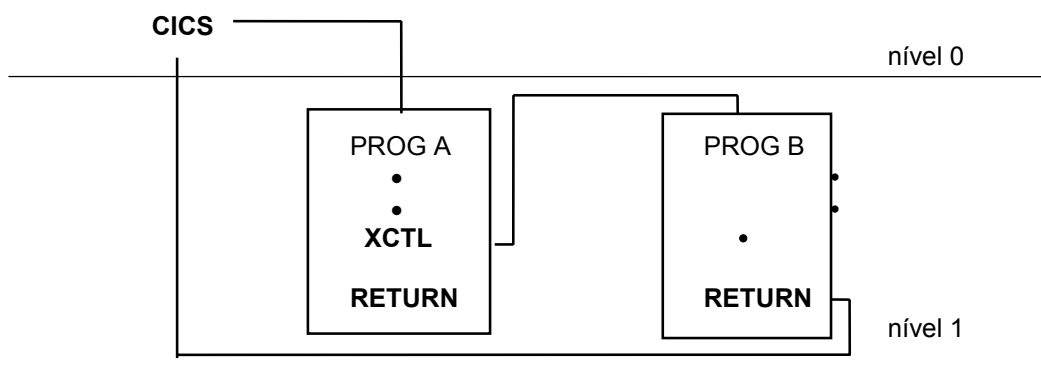 CICS
nível 0
PROG A
•
•
XCTL
RETURN
PROG B
•
•
•
RETURN
nível 1